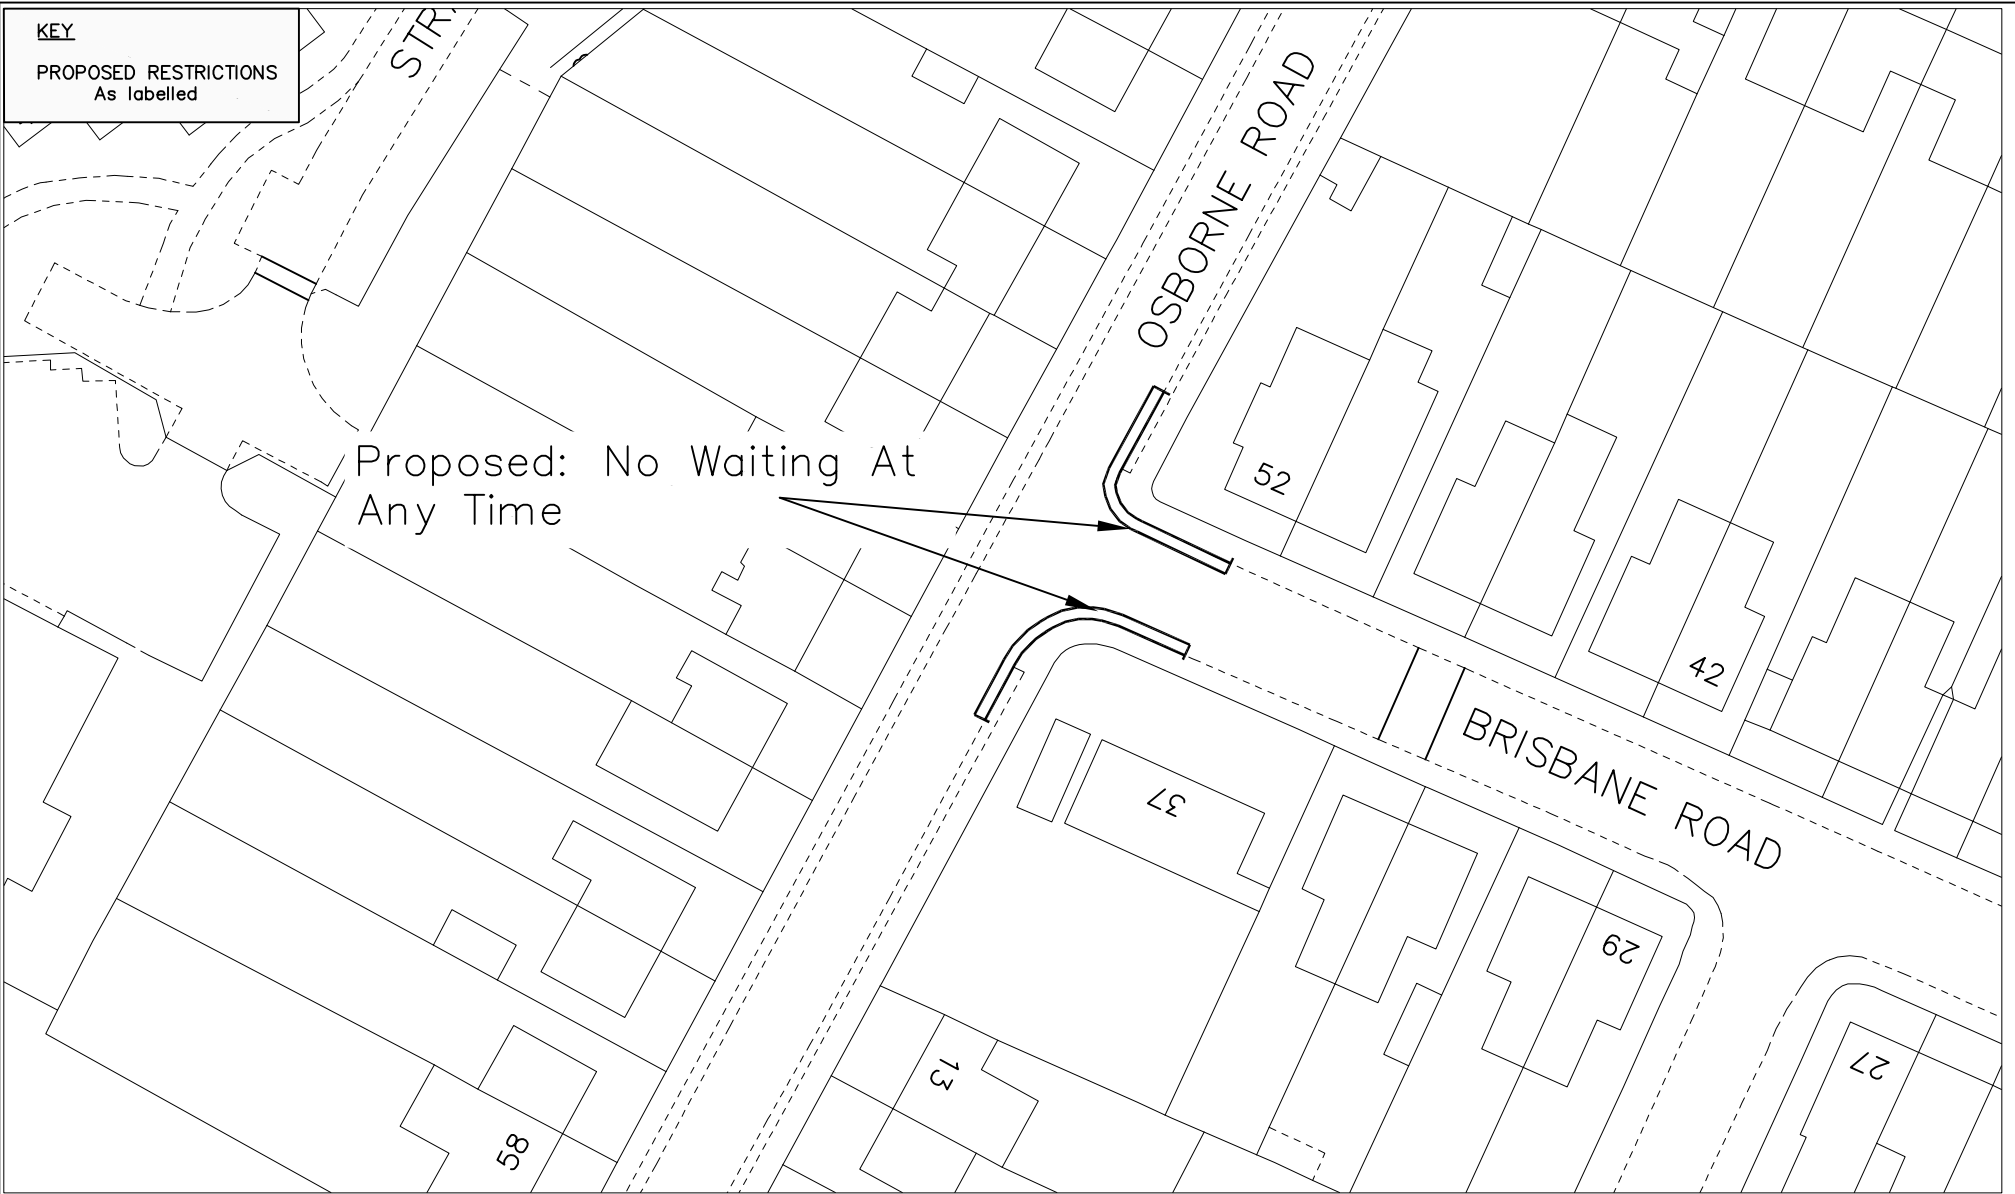 KEY
PROPOSED RESTRICTIONS
As labelled
OSBORNE ROAD
Proposed: No Waiting At
Any Time
52
42
BRISBANE ROAD
37
29
27
13
58